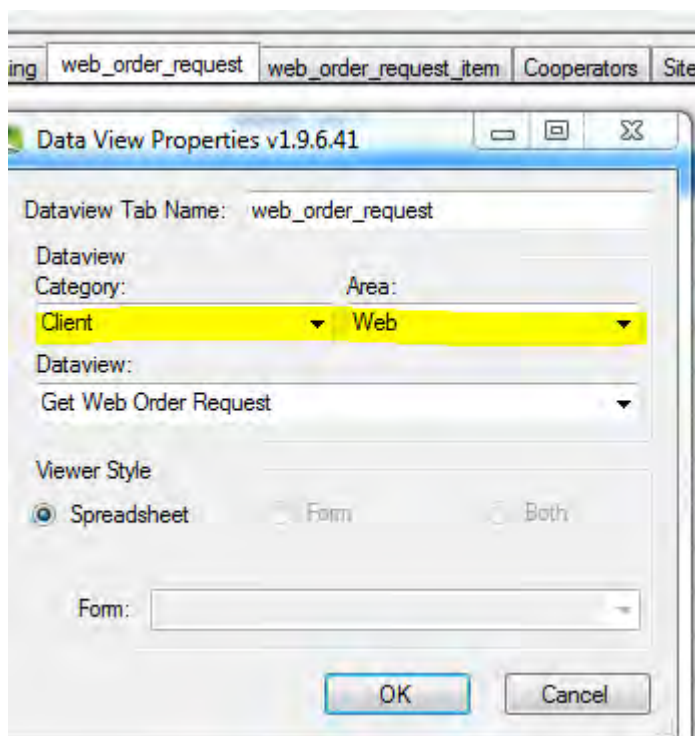 ing web_order_request web_order_request_item Cooperators Site
Data View Properties v1.9.6.41
Dataview Tab Name: web_order_request
Dataview
Category: Area:
Client Web
Dataview:
Get Web Order Request
Viewer Style
Spreadsheet Form Both
Form:
OK Cancel